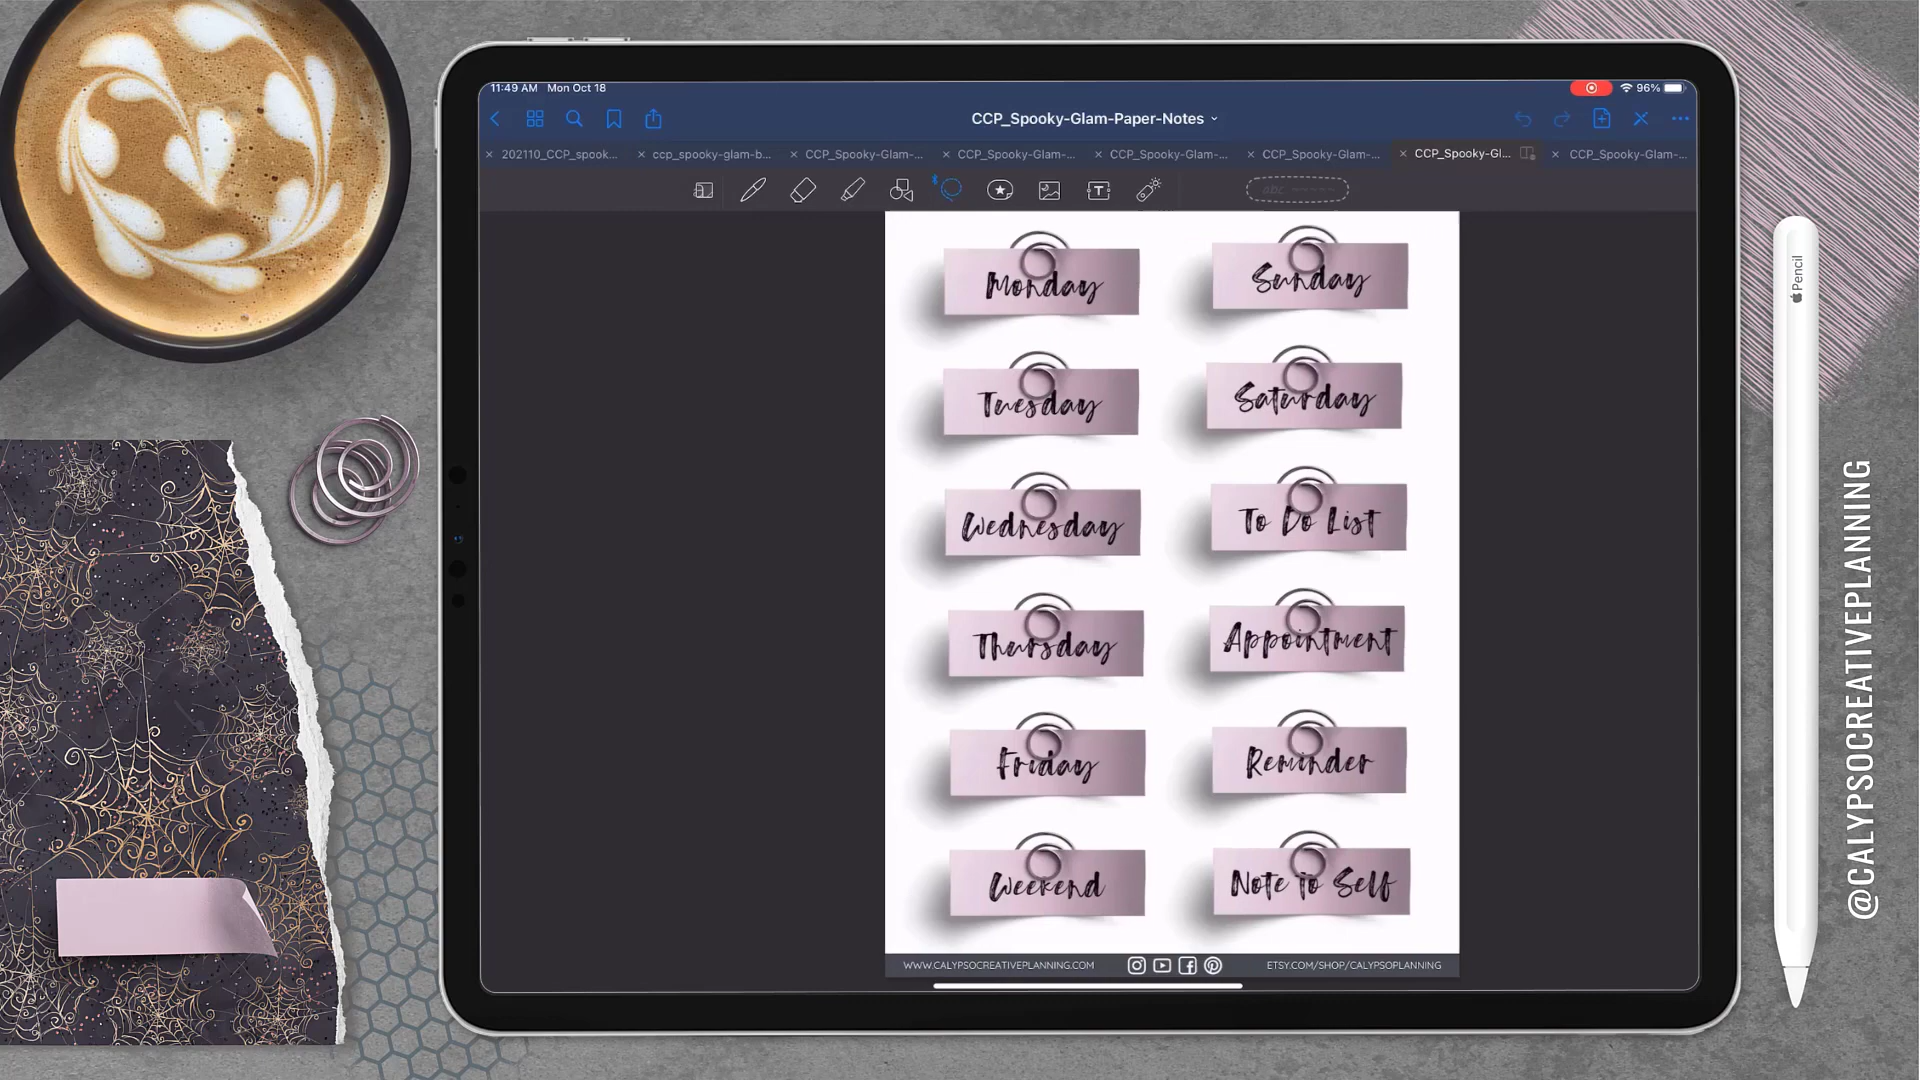 11:49 AM Mon Oct 18
96%
CCP_Spooky-Glam-Paper-Notes
202110_CCP_spook...
ccp_spooky-glam-b...
CCP_Spooky-Glam-...
CCP_Spooky-Glam-...
CCP_Spooky-Glam-...
CCP_Spooky-Glam-...
CCP_Spooky-Gl...
CCP_Spooky-Glam-...
abc
Monday
Sunday
Tuesday
Saturday
Wednesday
To Do List
Thursday
Appointment
Friday
Reminder
Weekend
Note to Self
WWW.CALYPSOCREATIVEPLANNING.COM
ETSY.COM/SHOP/CALYPSOPLANNING
Pencil
@CALYPSOCREATIVEPLANNING